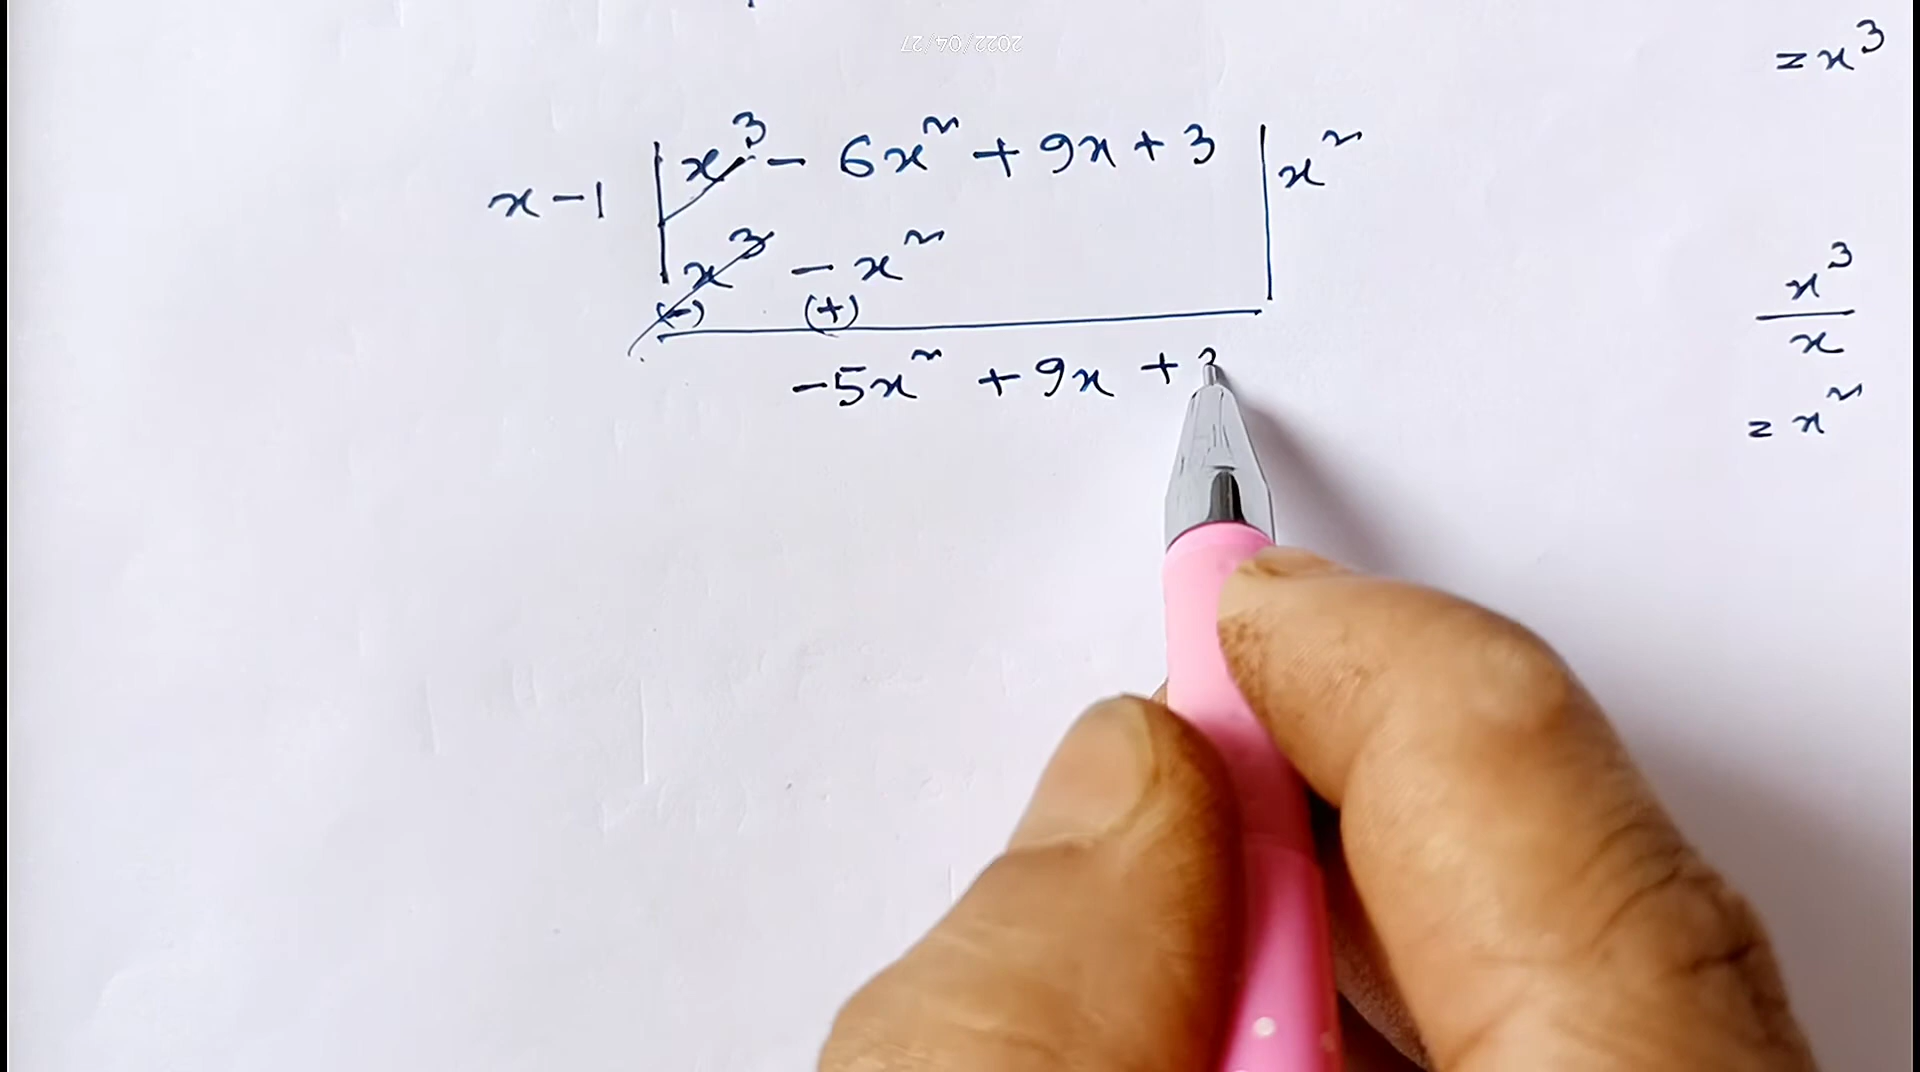 2022/04/27
= x³
x - 1 | x³ - 6x² + 9x + 3 | x²
x³ - x²
(-) (+)
-5x² + 9x + 3
x³
x
= x²